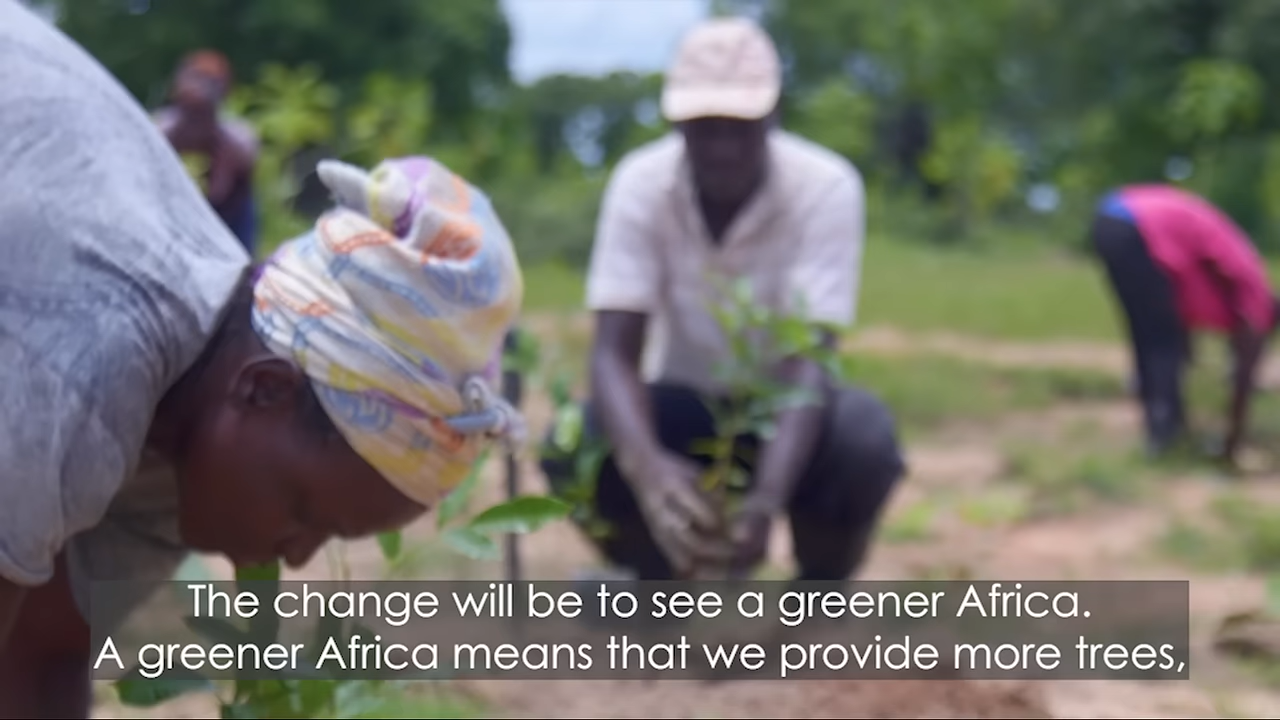 The change will be to see a greener Africa.
A greener Africa means that we provide more trees,